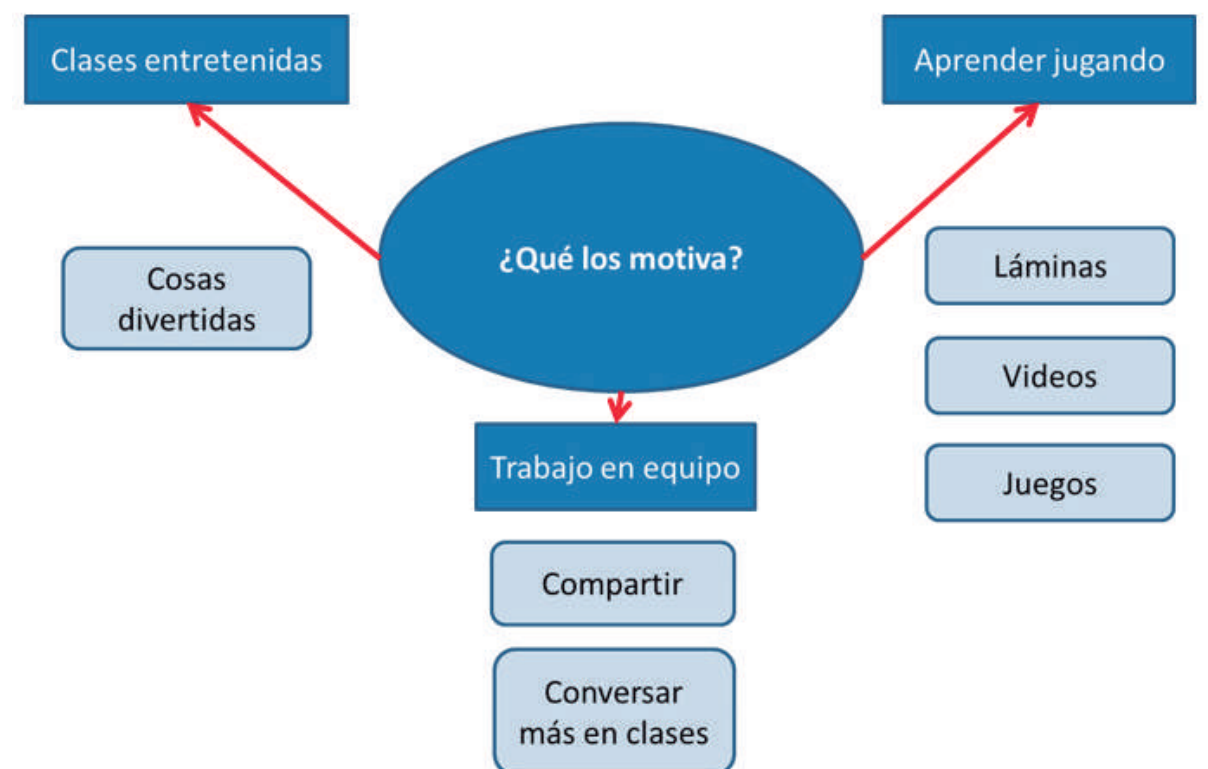 Clases entretenidas
Aprender jugando
¿Qué los motiva?
Cosas
divertidas
Láminas
Videos
Juegos
Trabajo en equipo
Compartir
Conversar
más en clases